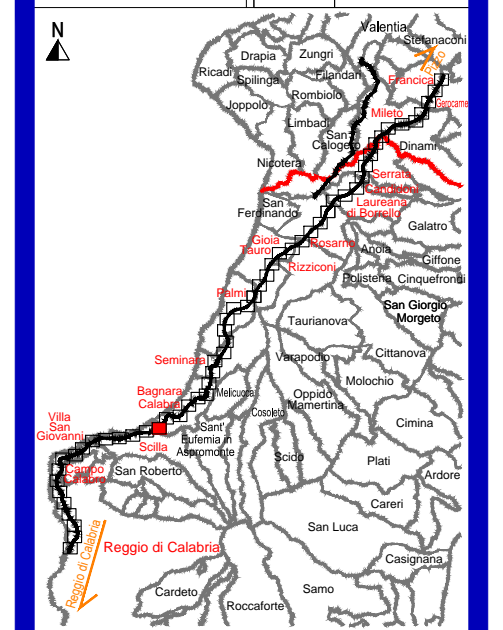 N
Valentia
Stefanaconi
Zungri
Drapia
Pizzo
Ricadi
Filandari
Spilinga
Francica
Rombiolo
Joppolo
Gerocarne
Mileto
Limbadi
San
Calogero
Dinami
Nicotera
Serrata
Candidoni
San
Ferdinando
Laureana
di Borrello
Galatro
Gioia
Tauro
Rosarno
Anoia
Giffone
Rizziconi
Polistena
Cinquefrondi
Palmi
San Giorgio
Morgeto
Taurianova
Cittanova
Seminara
Varapodio
Molochio
Bagnara
Calabra
Melicucca
Oppido
Mamertina
Cosoleto
Villa
San
Giovanni
Sant'
Eufemia in
Aspromonte
Cimina
Scilla
Scido
Plati
Campo
Calabro
San Roberto
Ardore
Careri
San Luca
Reggio di Calabria
Reggio di Calabria
Casignana
Cardeto
Samo
Roccaforte